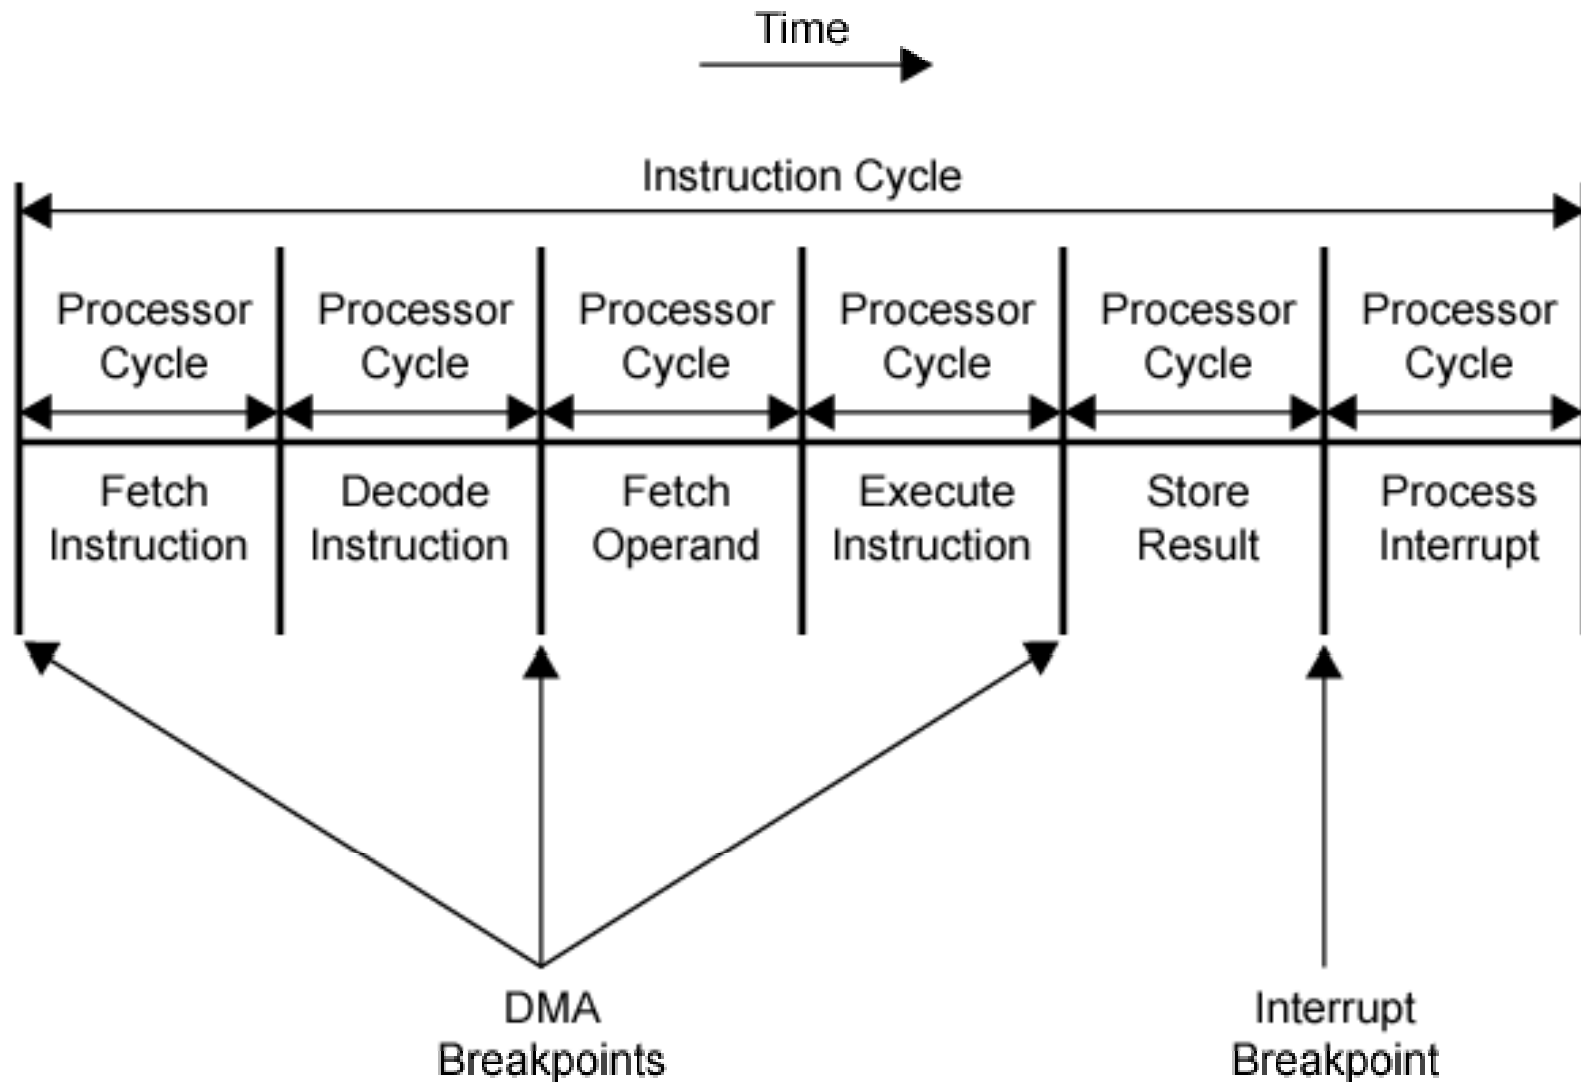 Time
Instruction Cycle
Processor
Cycle
Processor
Cycle
Processor
Cycle
Processor
Cycle
Processor
Cycle
Processor
Cycle
Fetch
Instruction
Decode
Instruction
Fetch
Operand
Execute
Instruction
Store
Result
Process
Interrupt
DMA
Breakpoints
Interrupt
Breakpoint